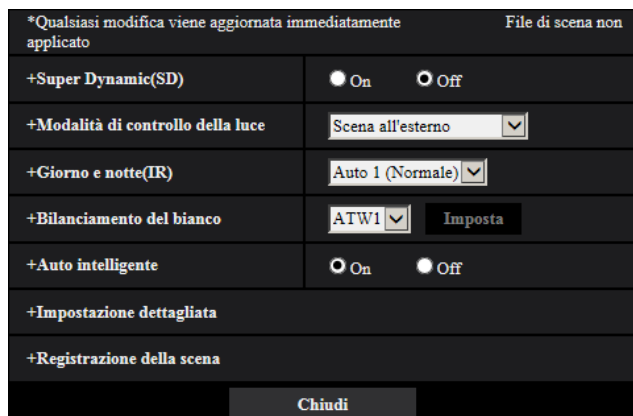 *Qualsiasi modifica viene aggiornata immediatamente File di scena non
applicato
+Super Dynamic(SD) On Off
+Modalità di controllo della luce Scena all'esterno
+Giorno e notte(IR) Auto 1 (Normale)
+Bilanciamento del bianco ATW1 Imposta
+Auto intelligente On Off
+Impostazione dettagliata
+Registrazione della scena
Chiudi